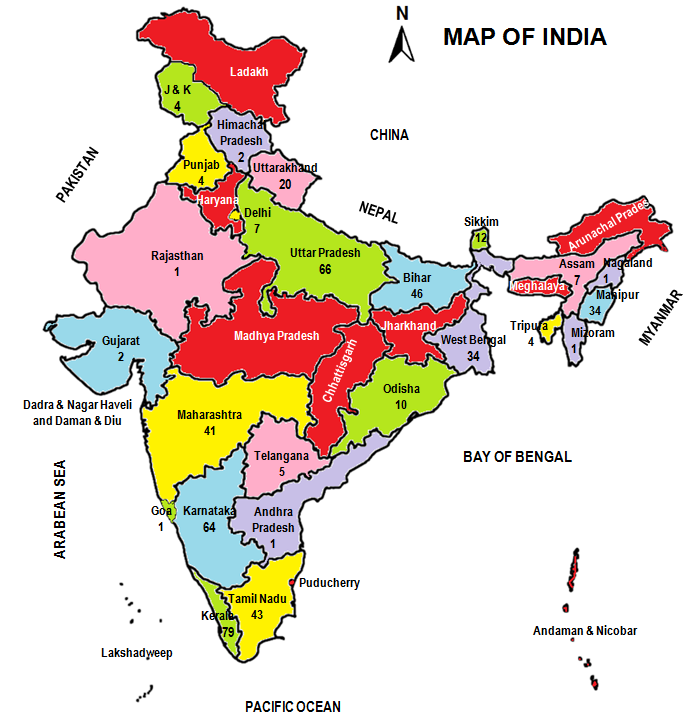 N
MAP OF INDIA
Ladakh
J & K
4
CHINA
Himachal
Pradesh
2
PAKISTAN
Punjab
4
Uttarakhand
20
Haryana
Delhi
7
NEPAL
Sikkim
12
Arunachal Prades
Rajasthan
1
Uttar Pradesh
66
Bihar
46
Assam
7
Nagaland
1
Meghalaya
Manipur
34
MYANMAR
Tripura
4
Mizoram
1
Gujarat
2
Madhya Pradesh
Jharkhand
West Bengal
34
Chhattisgarh
Dadra & Nagar Haveli
and Daman & Diu
Maharashtra
41
Odisha
10
Telangana
5
BAY OF BENGAL
ARABEAN SEA
Goa
1
Karnataka
64
Andhra
Pradesh
1
Puducherry
Tamil Nadu
43
Kerala
79
Andaman & Nicobar
Lakshadweep
PACIFIC OCEAN